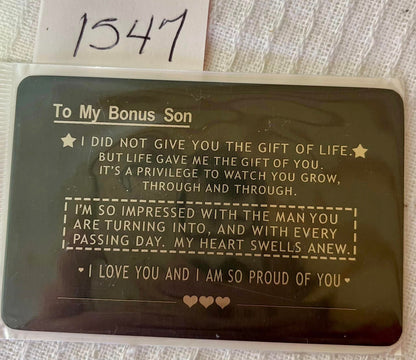 1547
To My Bonus Son
I DID NOT GIVE YOU THE GIFT OF LIFE.
BUT LIFE GAVE ME THE GIFT OF YOU.
IT'S A PRIVILEGE TO WATCH YOU GROW,
THROUGH AND THROUGH.
I'M SO IMPRESSED WITH THE MAN YOU
ARE TURNING INTO, AND WITH EVERY
PASSING DAY. MY HEART SWELLS ANEW.
I LOVE YOU AND I AM SO PROUD OF YOU